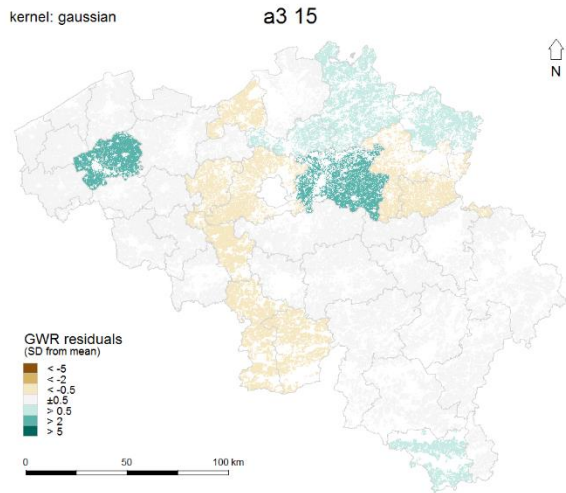 kernel: gaussian
a3 15
N
GWR residuals
(SD from mean)
< -5
< -2
< -0.5
±0.5
> 0.5
> 2
> 5
0 50 100 km